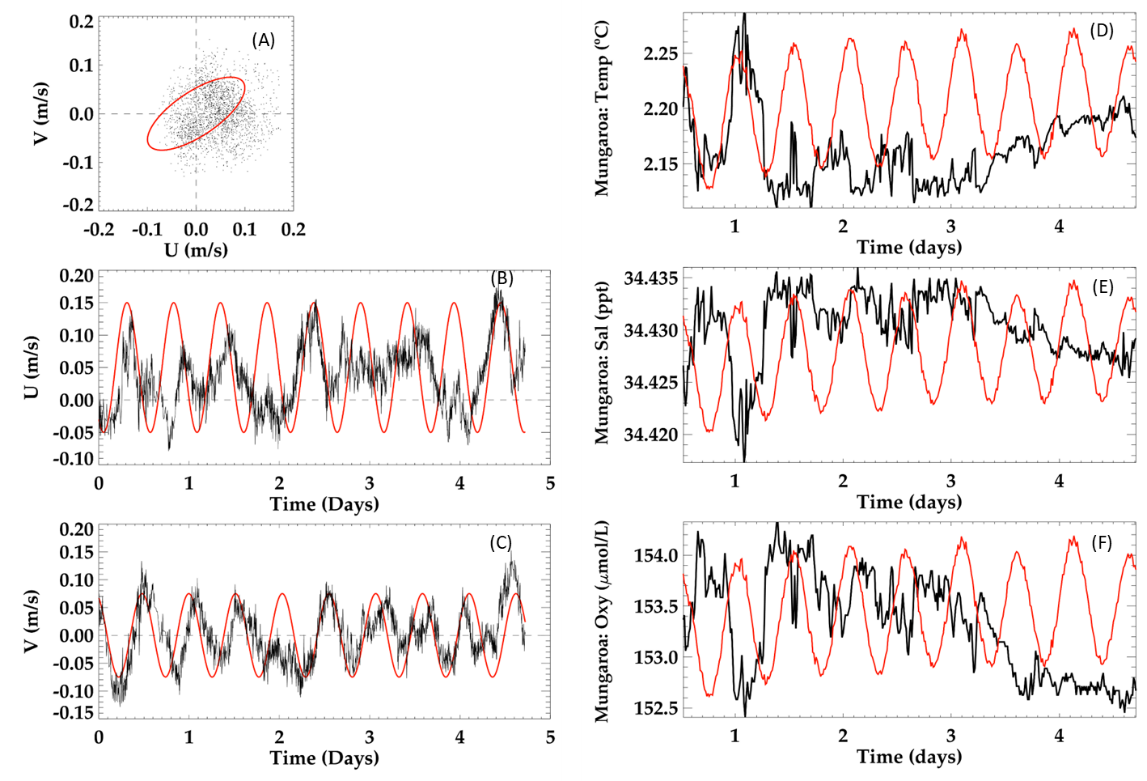 (A)
0.2
0.1
0.0
-0.1
-0.2
V (m/s)
-0.2 -0.1 0.0 0.1 0.2
U (m/s)
(B)
0.20
0.15
0.10
0.05
0.00
-0.05
-0.10
U (m/s)
0 1 2 3 4 5
Time (Days)
(C)
0.20
0.15
0.10
0.05
0.00
-0.05
-0.10
-0.15
V (m/s)
0 1 2 3 4 5
Time (Days)
(D)
2.25
2.20
2.15
Mungaroa: Temp (ºC)
1 2 3 4
Time (days)
(E)
34.435
34.430
34.425
34.420
Mungaroa: Sal (ppt)
1 2 3 4
Time (days)
(F)
154.0
153.5
153.0
152.5
Mungaroa: Oxy (μmol/L)
1 2 3 4
Time (days)